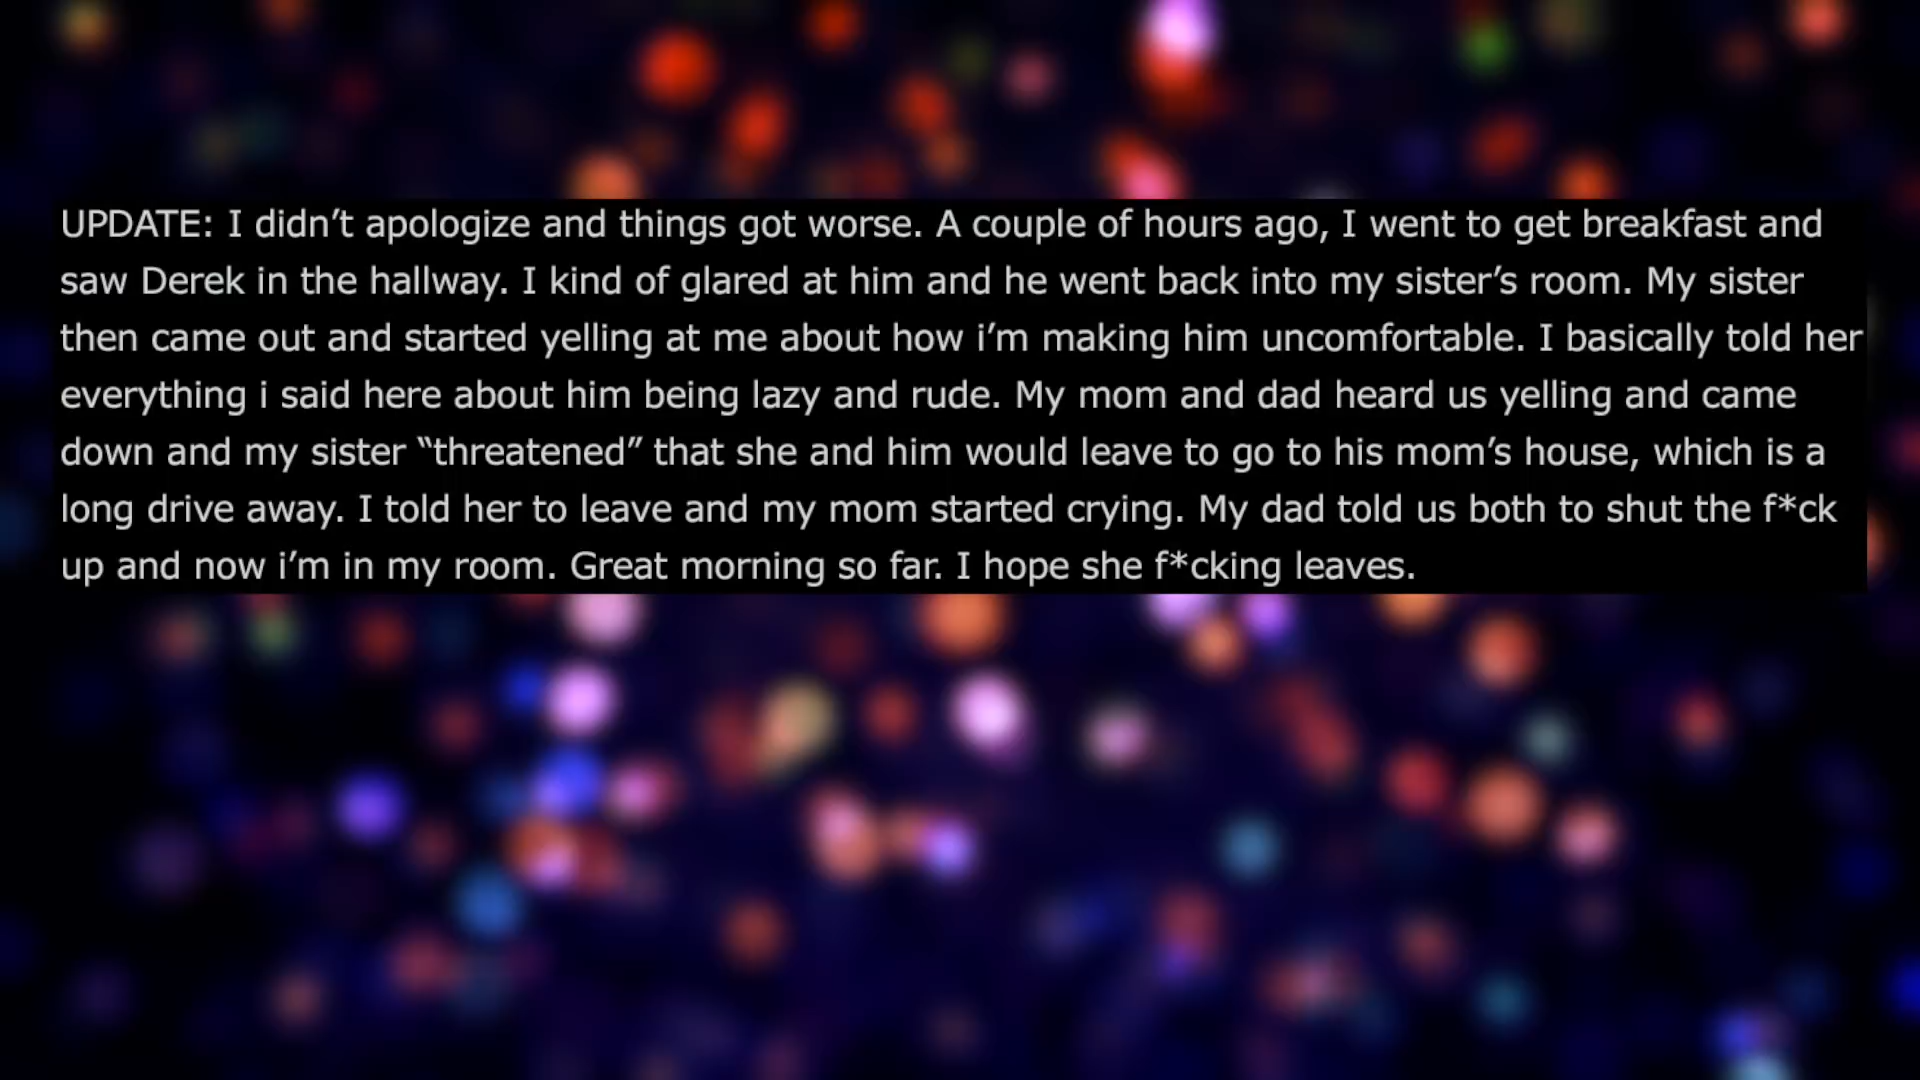 UPDATE: I didn’t apologize and things got worse. A couple of hours ago, I went to get breakfast and
saw Derek in the hallway. I kind of glared at him and he went back into my sister’s room. My sister
then came out and started yelling at me about how i’m making him uncomfortable. I basically told her
everything i said here about him being lazy and rude. My mom and dad heard us yelling and came
down and my sister “threatened” that she and him would leave to go to his mom’s house, which is a
long drive away. I told her to leave and my mom started crying. My dad told us both to shut the f*ck
up and now i’m in my room. Great morning so far. I hope she f*cking leaves.